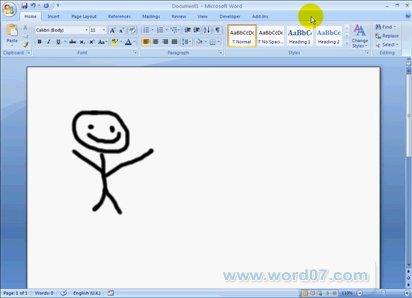 Document1 - Microsoft Word
Home Insert Page Layout References Mailings Review View Developer Add-Ins
Calibri (Body) 11
AaBbCcDc AaBbCcDc AaBbC AaBbCc
¶ Normal ¶ No Spaci... Heading 1 Heading 2
Change Styles
Find
Replace
Select
Paste
Clipboard Font Paragraph Styles Editing
www.word07.com
Page: 1 of 1 Words: 0 English (U.K.) 110%